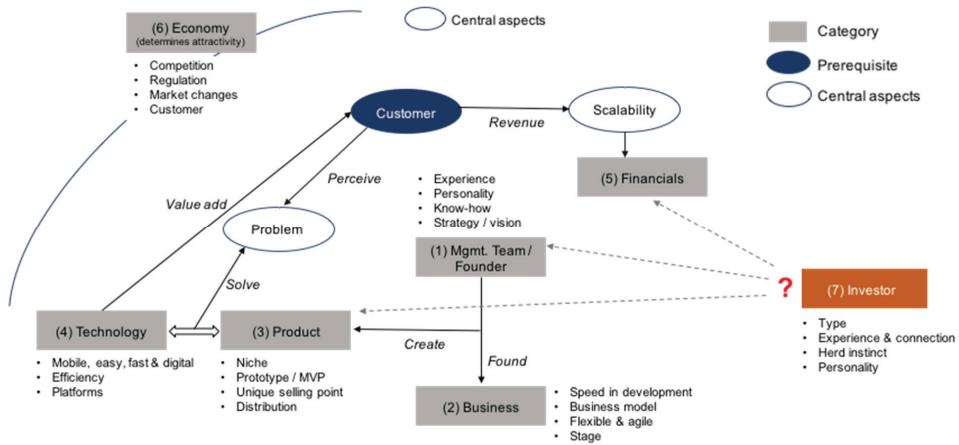 (6) Economy
(determines attractivity)
• Competition
• Regulation
• Market changes
• Customer
Central aspects
Category
Prerequisite
Central aspects
Customer
Revenue
Scalability
(5) Financials
Value add
Perceive
Problem
Solve
• Experience
• Personality
• Know-how
• Strategy / vision
(1) Mgmt. Team /
Founder
?
(7) Investor
• Type
• Experience & connection
• Herd instinct
• Personality
(4) Technology
• Mobile, easy, fast & digital
• Efficiency
• Platforms
(3) Product
• Niche
• Prototype / MVP
• Unique selling point
• Distribution
Create
Found
(2) Business
• Speed in development
• Business model
• Flexible & agile
• Stage